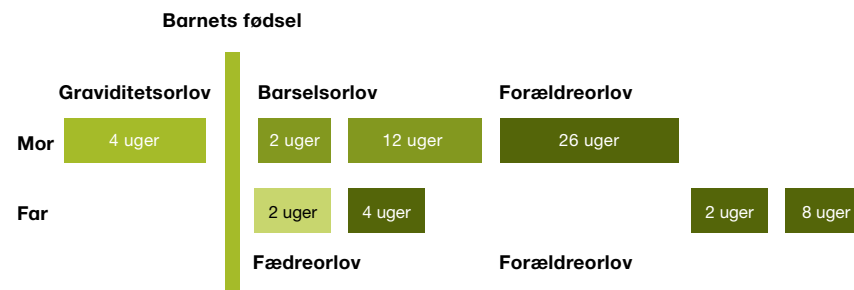 Barnets fødsel
Graviditetsorlov Barselsorlov Forældreorlov
Mor 4 uger 2 uger 12 uger 26 uger
Far 2 uger 4 uger 2 uger 8 uger
Fædreorlov Forældreorlov